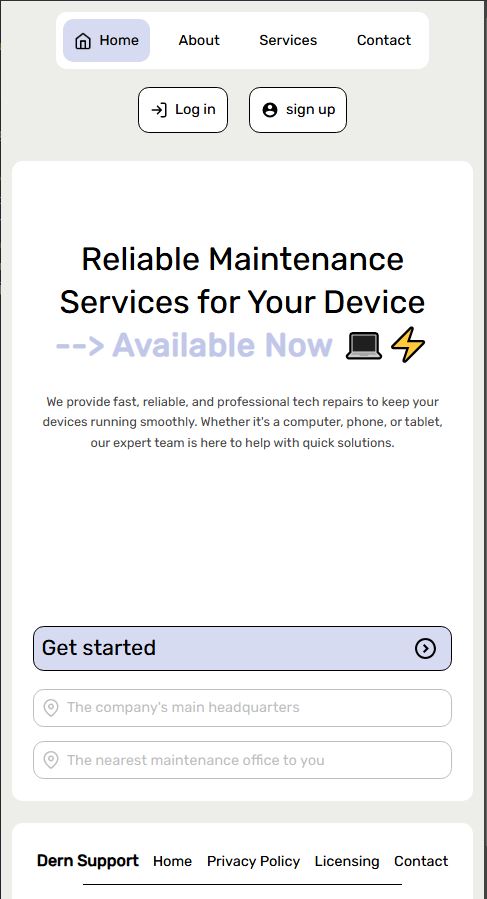 Home About Services Contact
Log in sign up
Reliable Maintenance
Services for Your Device
--> Available Now 💻⚡
We provide fast, reliable, and professional tech repairs to keep your
devices running smoothly. Whether it's a computer, phone, or tablet,
our expert team is here to help with quick solutions.
Get started
The company's main headquarters
The nearest maintenance office to you
Dern Support Home Privacy Policy Licensing Contact